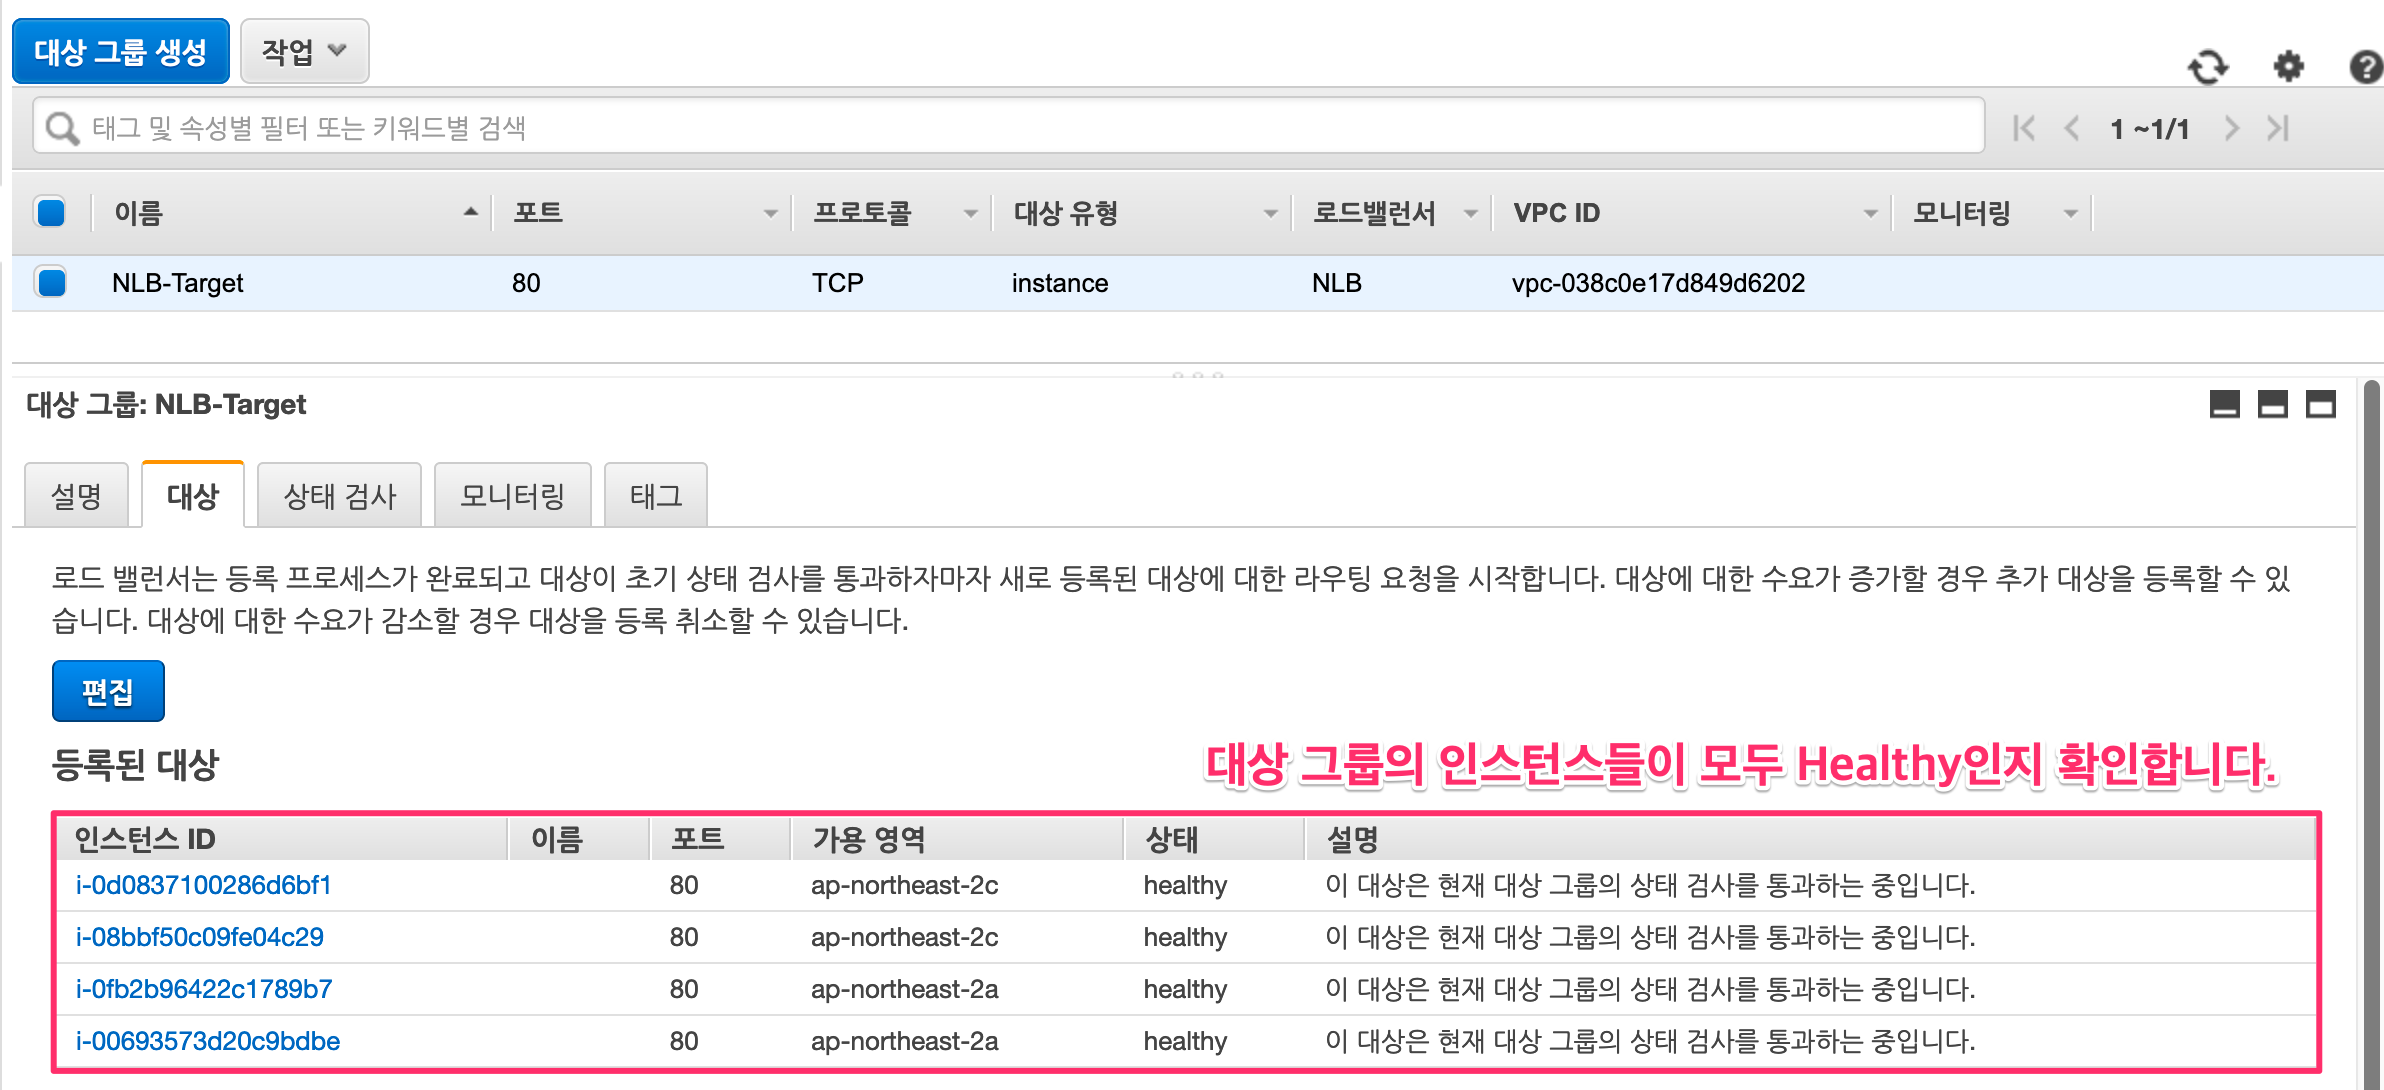 대상 그룹 생성 작업
태그 및 속성별 필터 또는 키워드별 검색 1 ~1/1
이름 포트 프로토콜 대상 유형 로드밸런서 VPC ID 모니터링
NLB-Target 80 TCP instance NLB vpc-038c0e17d849d6202
대상 그룹: NLB-Target
설명 대상 상태 검사 모니터링 태그
로드 밸런서는 등록 프로세스가 완료되고 대상이 초기 상태 검사를 통과하자마자 새로 등록된 대상에 대한 라우팅 요청을 시작합니다. 대상에 대한 수요가 증가할 경우 추가 대상을 등록할 수 있
습니다. 대상에 대한 수요가 감소할 경우 대상을 등록 취소할 수 있습니다.
편집
등록된 대상
대상 그룹의 인스턴스들이 모두 Healthy인지 확인합니다.
인스턴스 ID 이름 포트 가용 영역 상태 설명
i-0d0837100286d6bf1 80 ap-northeast-2c healthy 이 대상은 현재 대상 그룹의 상태 검사를 통과하는 중입니다.
i-08bbf50c09fe04c29 80 ap-northeast-2c healthy 이 대상은 현재 대상 그룹의 상태 검사를 통과하는 중입니다.
i-0fb2b96422c1789b7 80 ap-northeast-2a healthy 이 대상은 현재 대상 그룹의 상태 검사를 통과하는 중입니다.
i-00693573d20c9bdbe 80 ap-northeast-2a healthy 이 대상은 현재 대상 그룹의 상태 검사를 통과하는 중입니다.